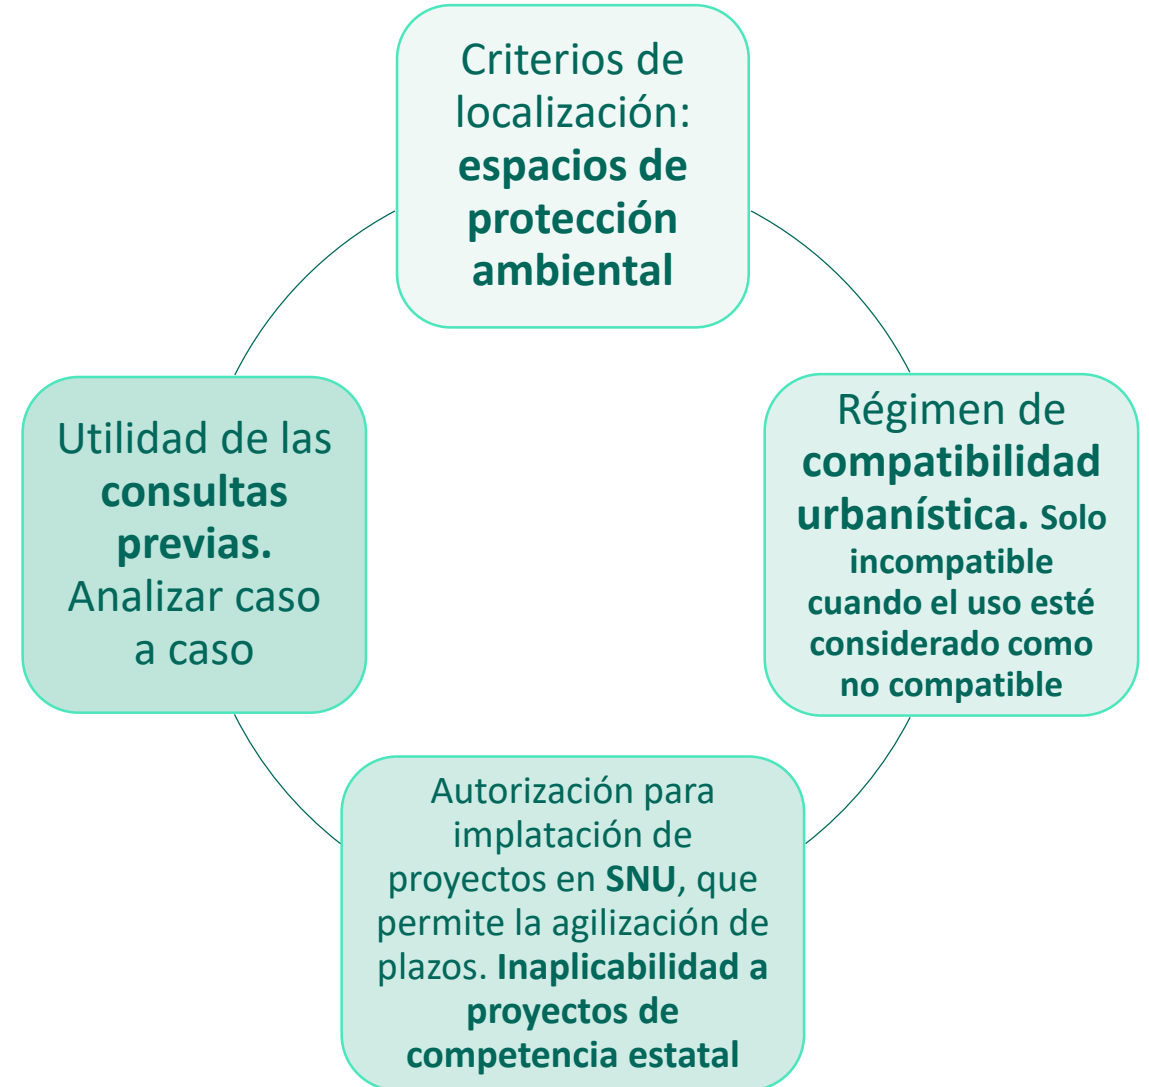 Criterios de
localización:
espacios de
protección
ambiental
Régimen de
compatibilidad
urbanística. Solo
incompatible
cuando el uso esté
considerado como
no compatible
Autorización para
implatación de
proyectos en SNU, que
permite la agilización de
plazos. Inaplicabilidad a
proyectos de
competencia estatal
Utilidad de las
consultas
previas.
Analizar caso
a caso